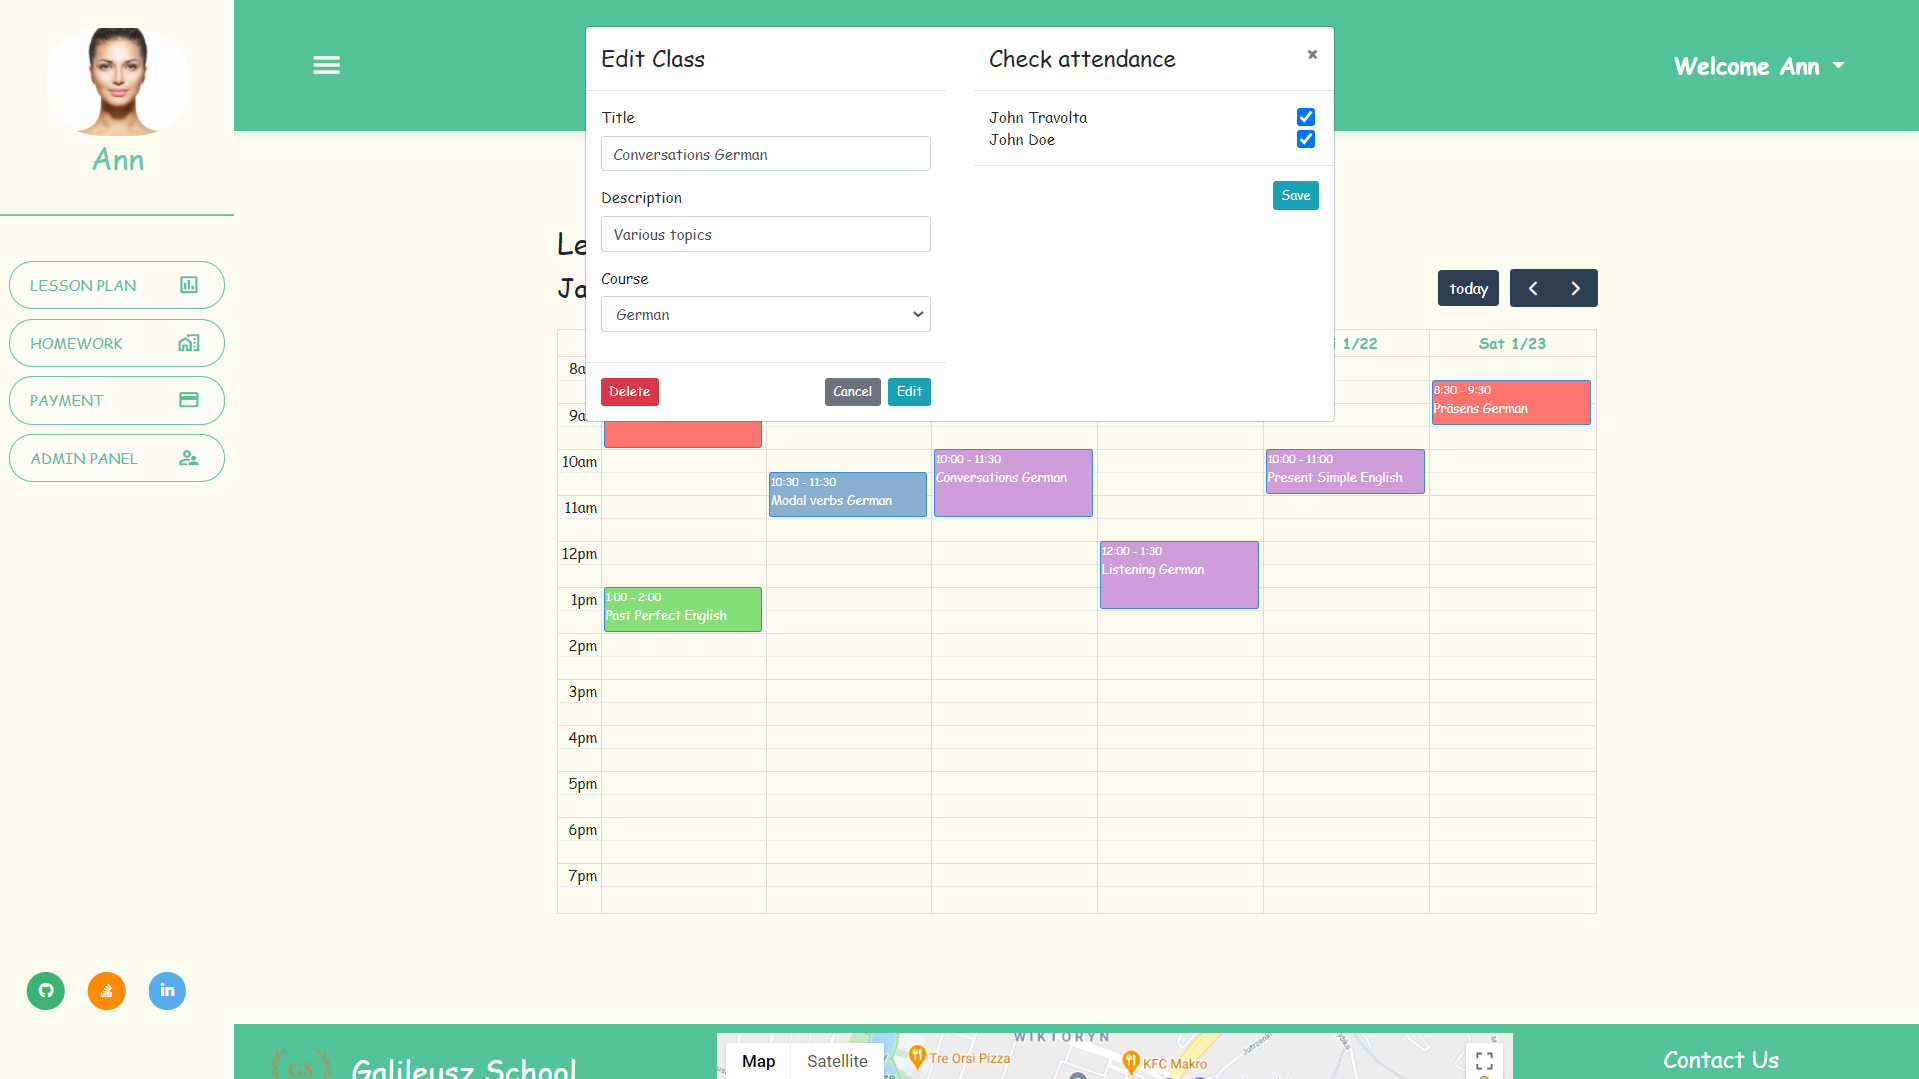 Ann
LESSON PLAN
HOMEWORK
PAYMENT
ADMIN PANEL
Welcome Ann
Edit Class
Title
Conversations German
Description
Various topics
Course
German
Delete
Cancel
Edit
Check attendance
×
John Travolta
John Doe
Save
Le
Ja
today
1/22
Sat 1/23
8a
9a
10am
11am
12pm
1pm
2pm
3pm
4pm
5pm
6pm
7pm
8:30 - 9:30
Präsens German
10:00 - 11:30
Conversations German
10:00 - 11:00
Present Simple English
10:30 - 11:30
Modal verbs German
12:00 - 1:30
Listening German
1:00 - 2:00
Past Perfect English
in
GS
Galileusz School
Map
Satellite
WIKTORYN
Tre Orsi Pizza
KFC Makro
Contact Us